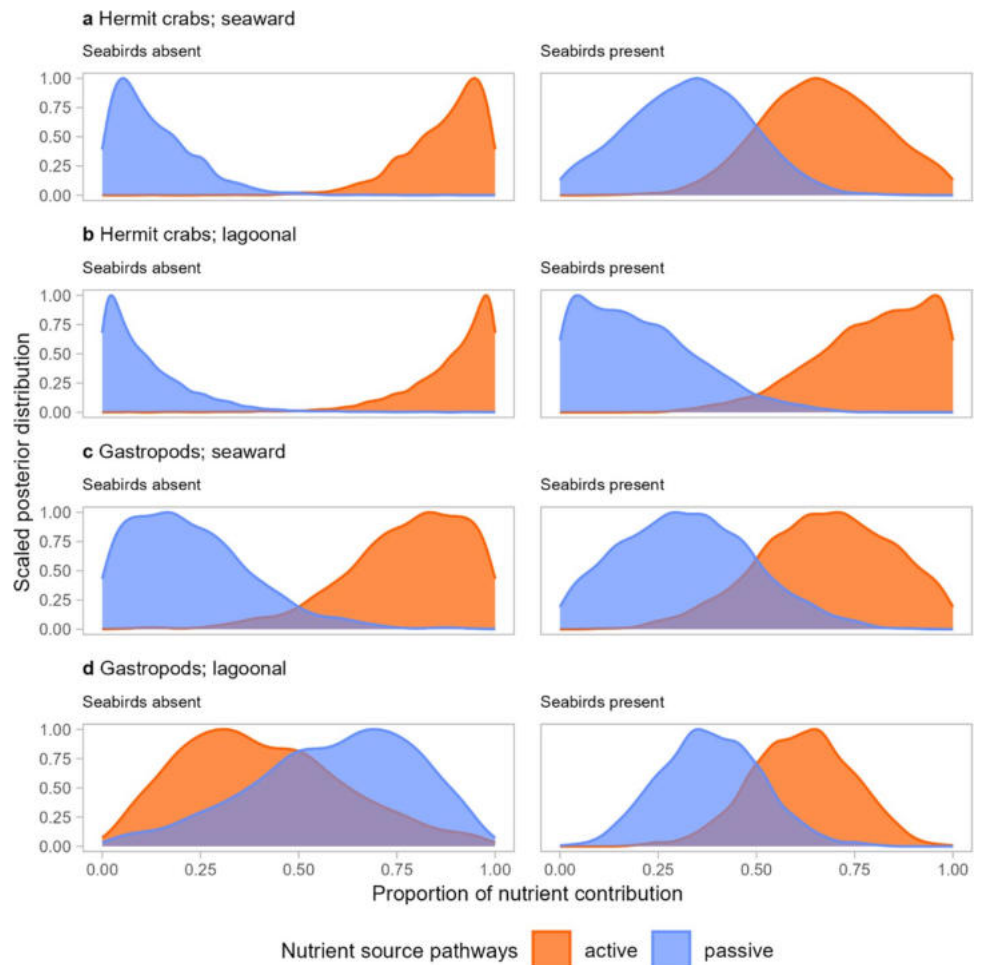 a Hermit crabs; seaward
Seabirds absent
Seabirds present
1.00
0.75
0.50
0.25
0.00
b Hermit crabs; lagoonal
Seabirds absent
Seabirds present
1.00
0.75
0.50
0.25
0.00
c Gastropods; seaward
Seabirds absent
Seabirds present
1.00
0.75
0.50
0.25
0.00
d Gastropods; lagoonal
Seabirds absent
Seabirds present
1.00
0.75
0.50
0.25
0.00
0.00 0.25 0.50 0.75 1.00
0.00 0.25 0.50 0.75 1.00
Scaled posterior distribution
Proportion of nutrient contribution
Nutrient source pathways active passive